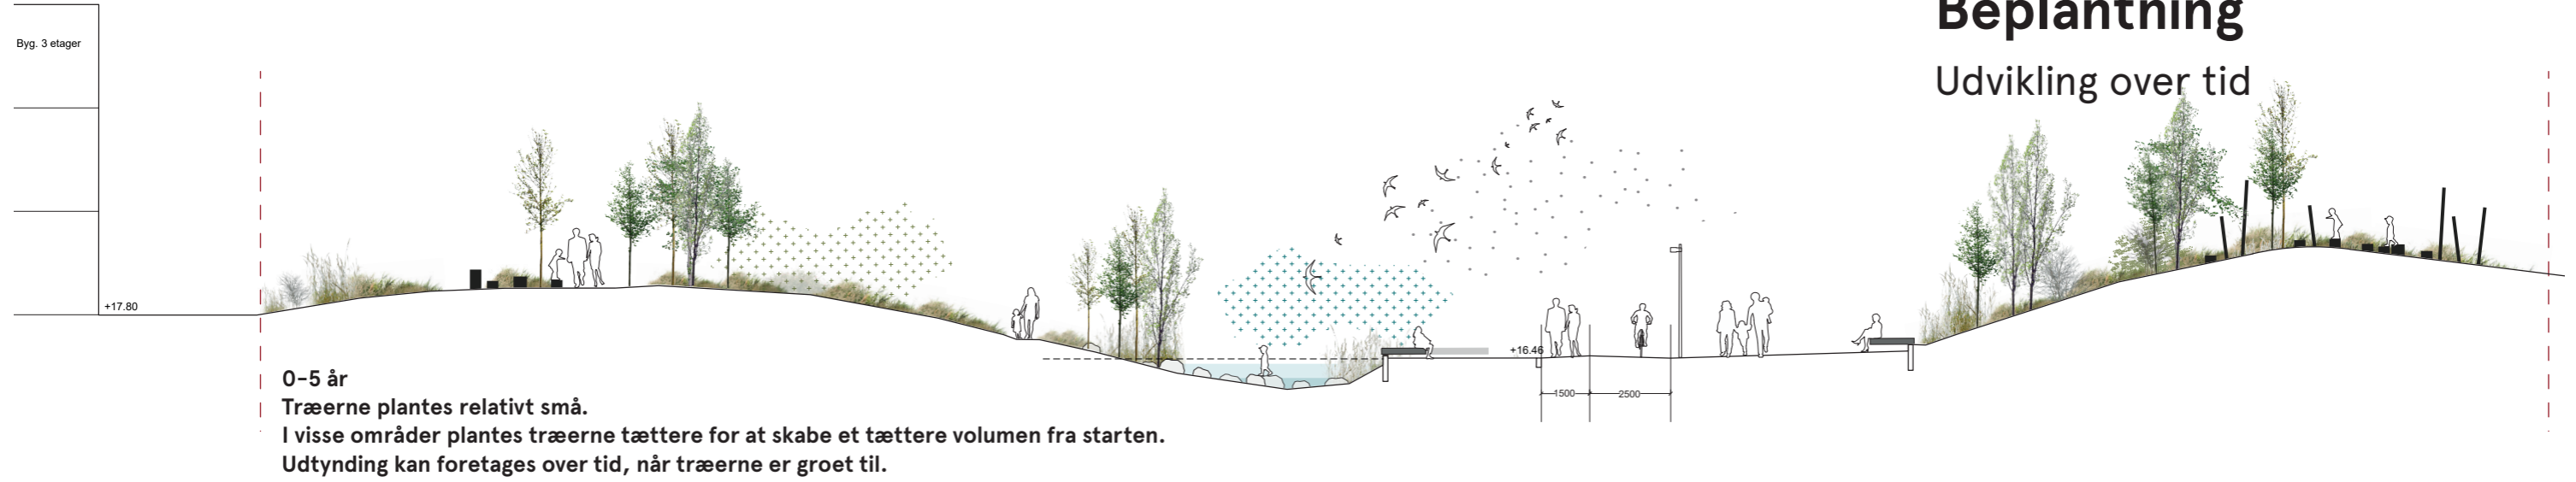 Beplantning
Udvikling over tid
Byg. 3 etager
+17.80
+16.46
1500
2500
0-5 år
Træerne plantes relativt små.
I visse områder plantes træerne tættere for at skabe et tættere volumen fra starten.
Udtynding kan foretages over tid, når træerne er groet til.